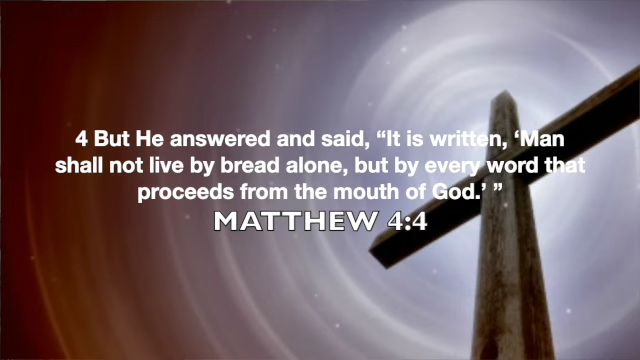 4 But He answered and said, “It is written, ‘Man
shall not live by bread alone, but by every word that
proceeds from the mouth of God.’ ”
MATTHEW 4:4